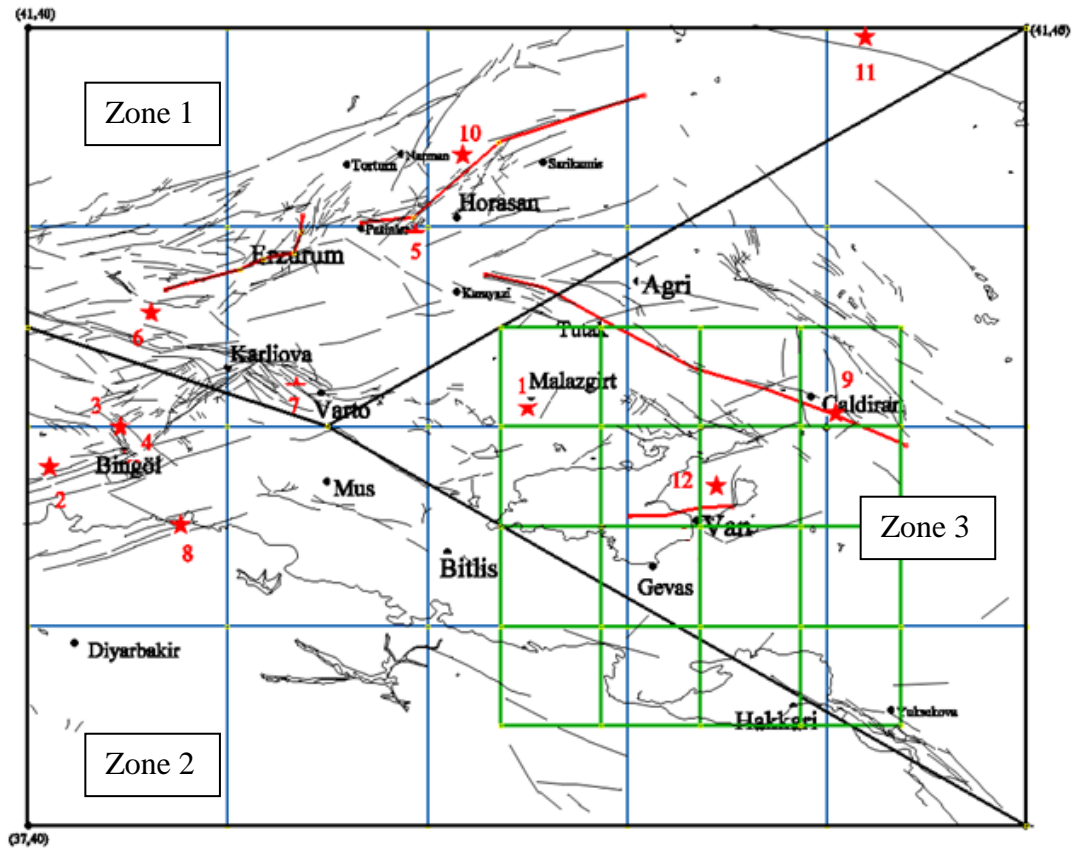 (41,40)
(41,45)
11
Zone 1
10
Narman
Tortum
Sarikamis
Horasan
Pasinler
5
Erzurum
Agri
Karayazi
6
Tutak
Karliova
9
1
Malazgirt
7
Varto
Caldiran
3
4
Bingöl
12
2
Mus
Van
Zone 3
8
Bitlis
Gevas
Diyarbakir
Hakkari
Yuksekova
Zone 2
(37,40)